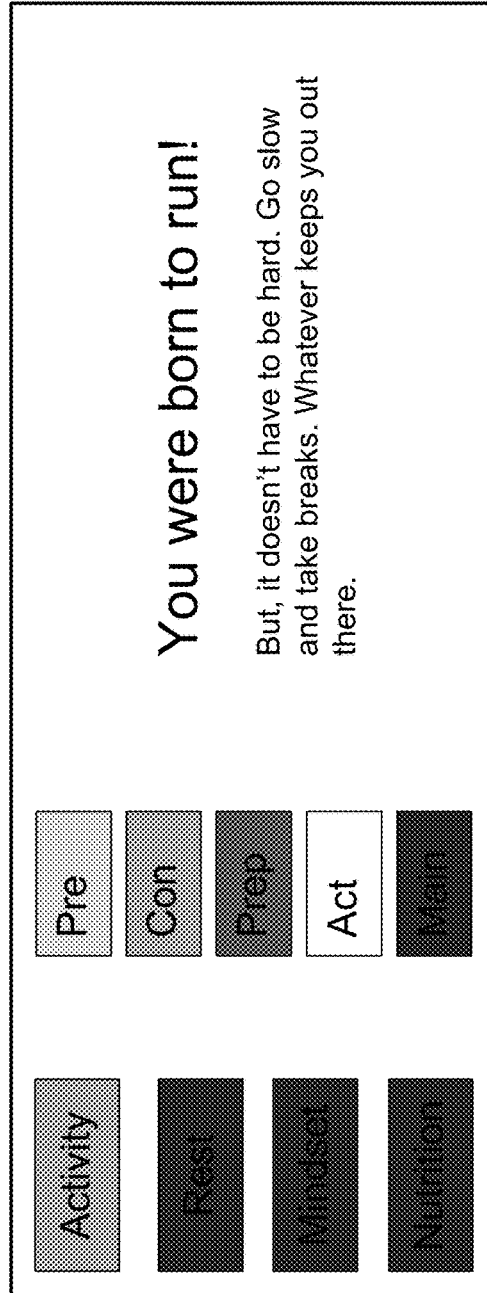 Activity
Rest
Mindset
Nutrition
Pre
Con
Prep
Act
Main
You were born to run!
But, it doesn't have to be hard. Go slow
and take breaks. Whatever keeps you out
there.